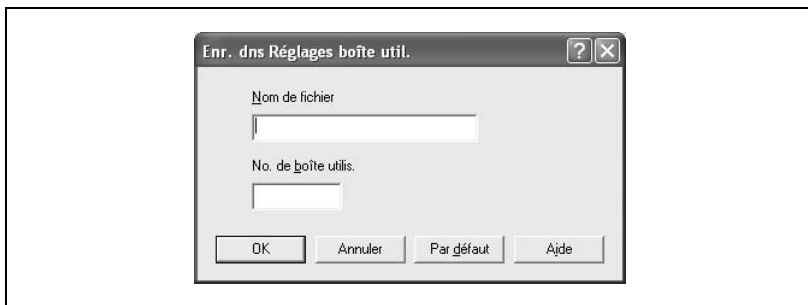 Enr. dns Réglages boîte util.
Nom de fichier
No. de boîte utilis.
OK Annuler Par défaut Aide